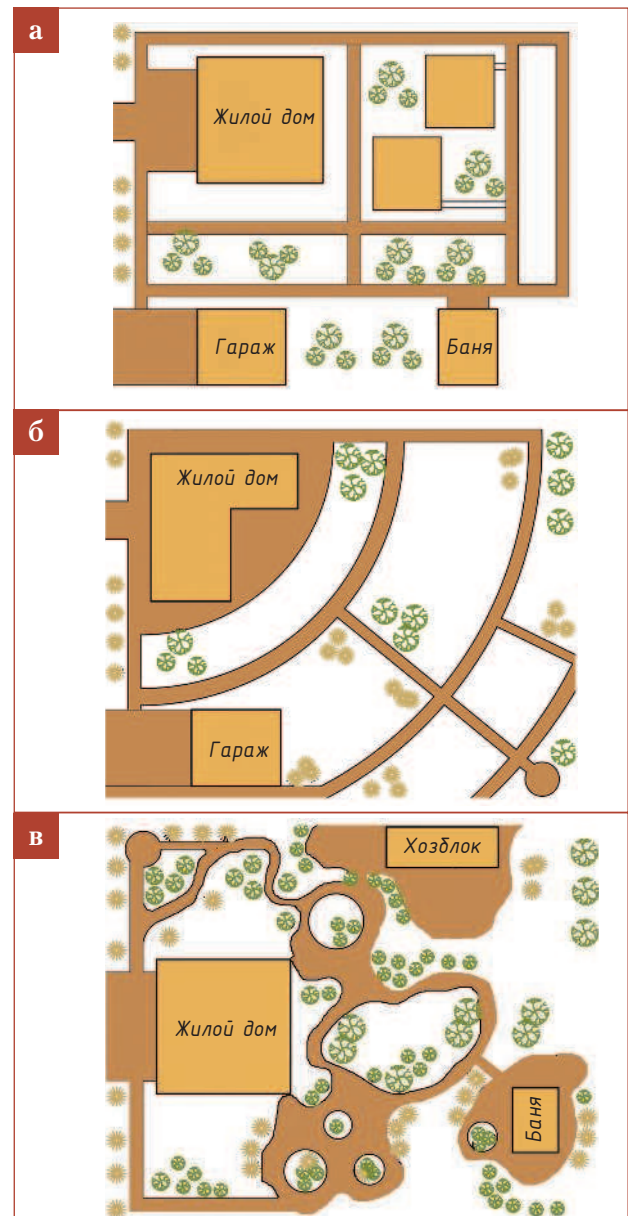 а
Жилой дом
Гараж
Баня
б
Жилой дом
Гараж
в
Хозблок
Жилой дом
Баня